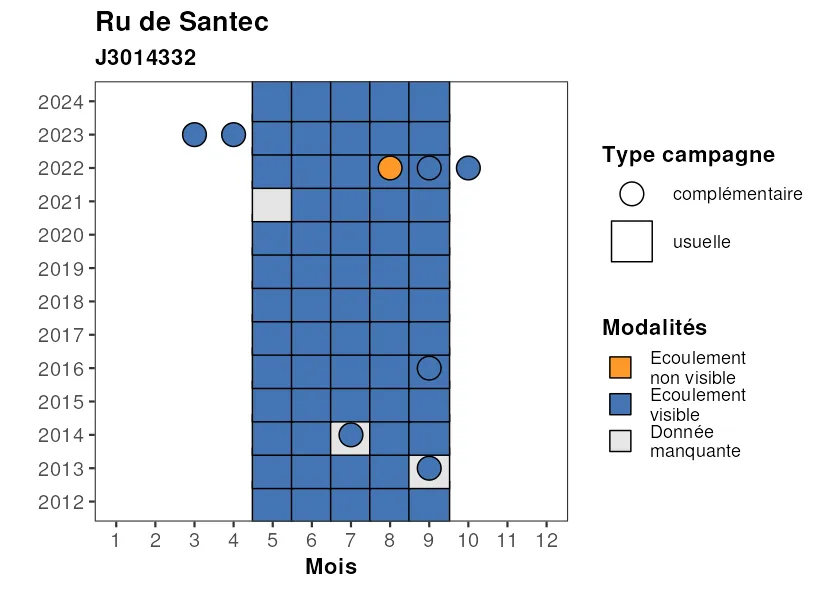 Ru de Santec
J3014332
2024
2023
2022
2021
2020
2019
2018
2017
2016
2015
2014
2013
2012
1 2 3 4 5 6 7 8 9 10 11 12
Mois
Type campagne
complémentaire
usuelle
Modalités
Ecoulement
non visible
Ecoulement
visible
Donnée
manquante